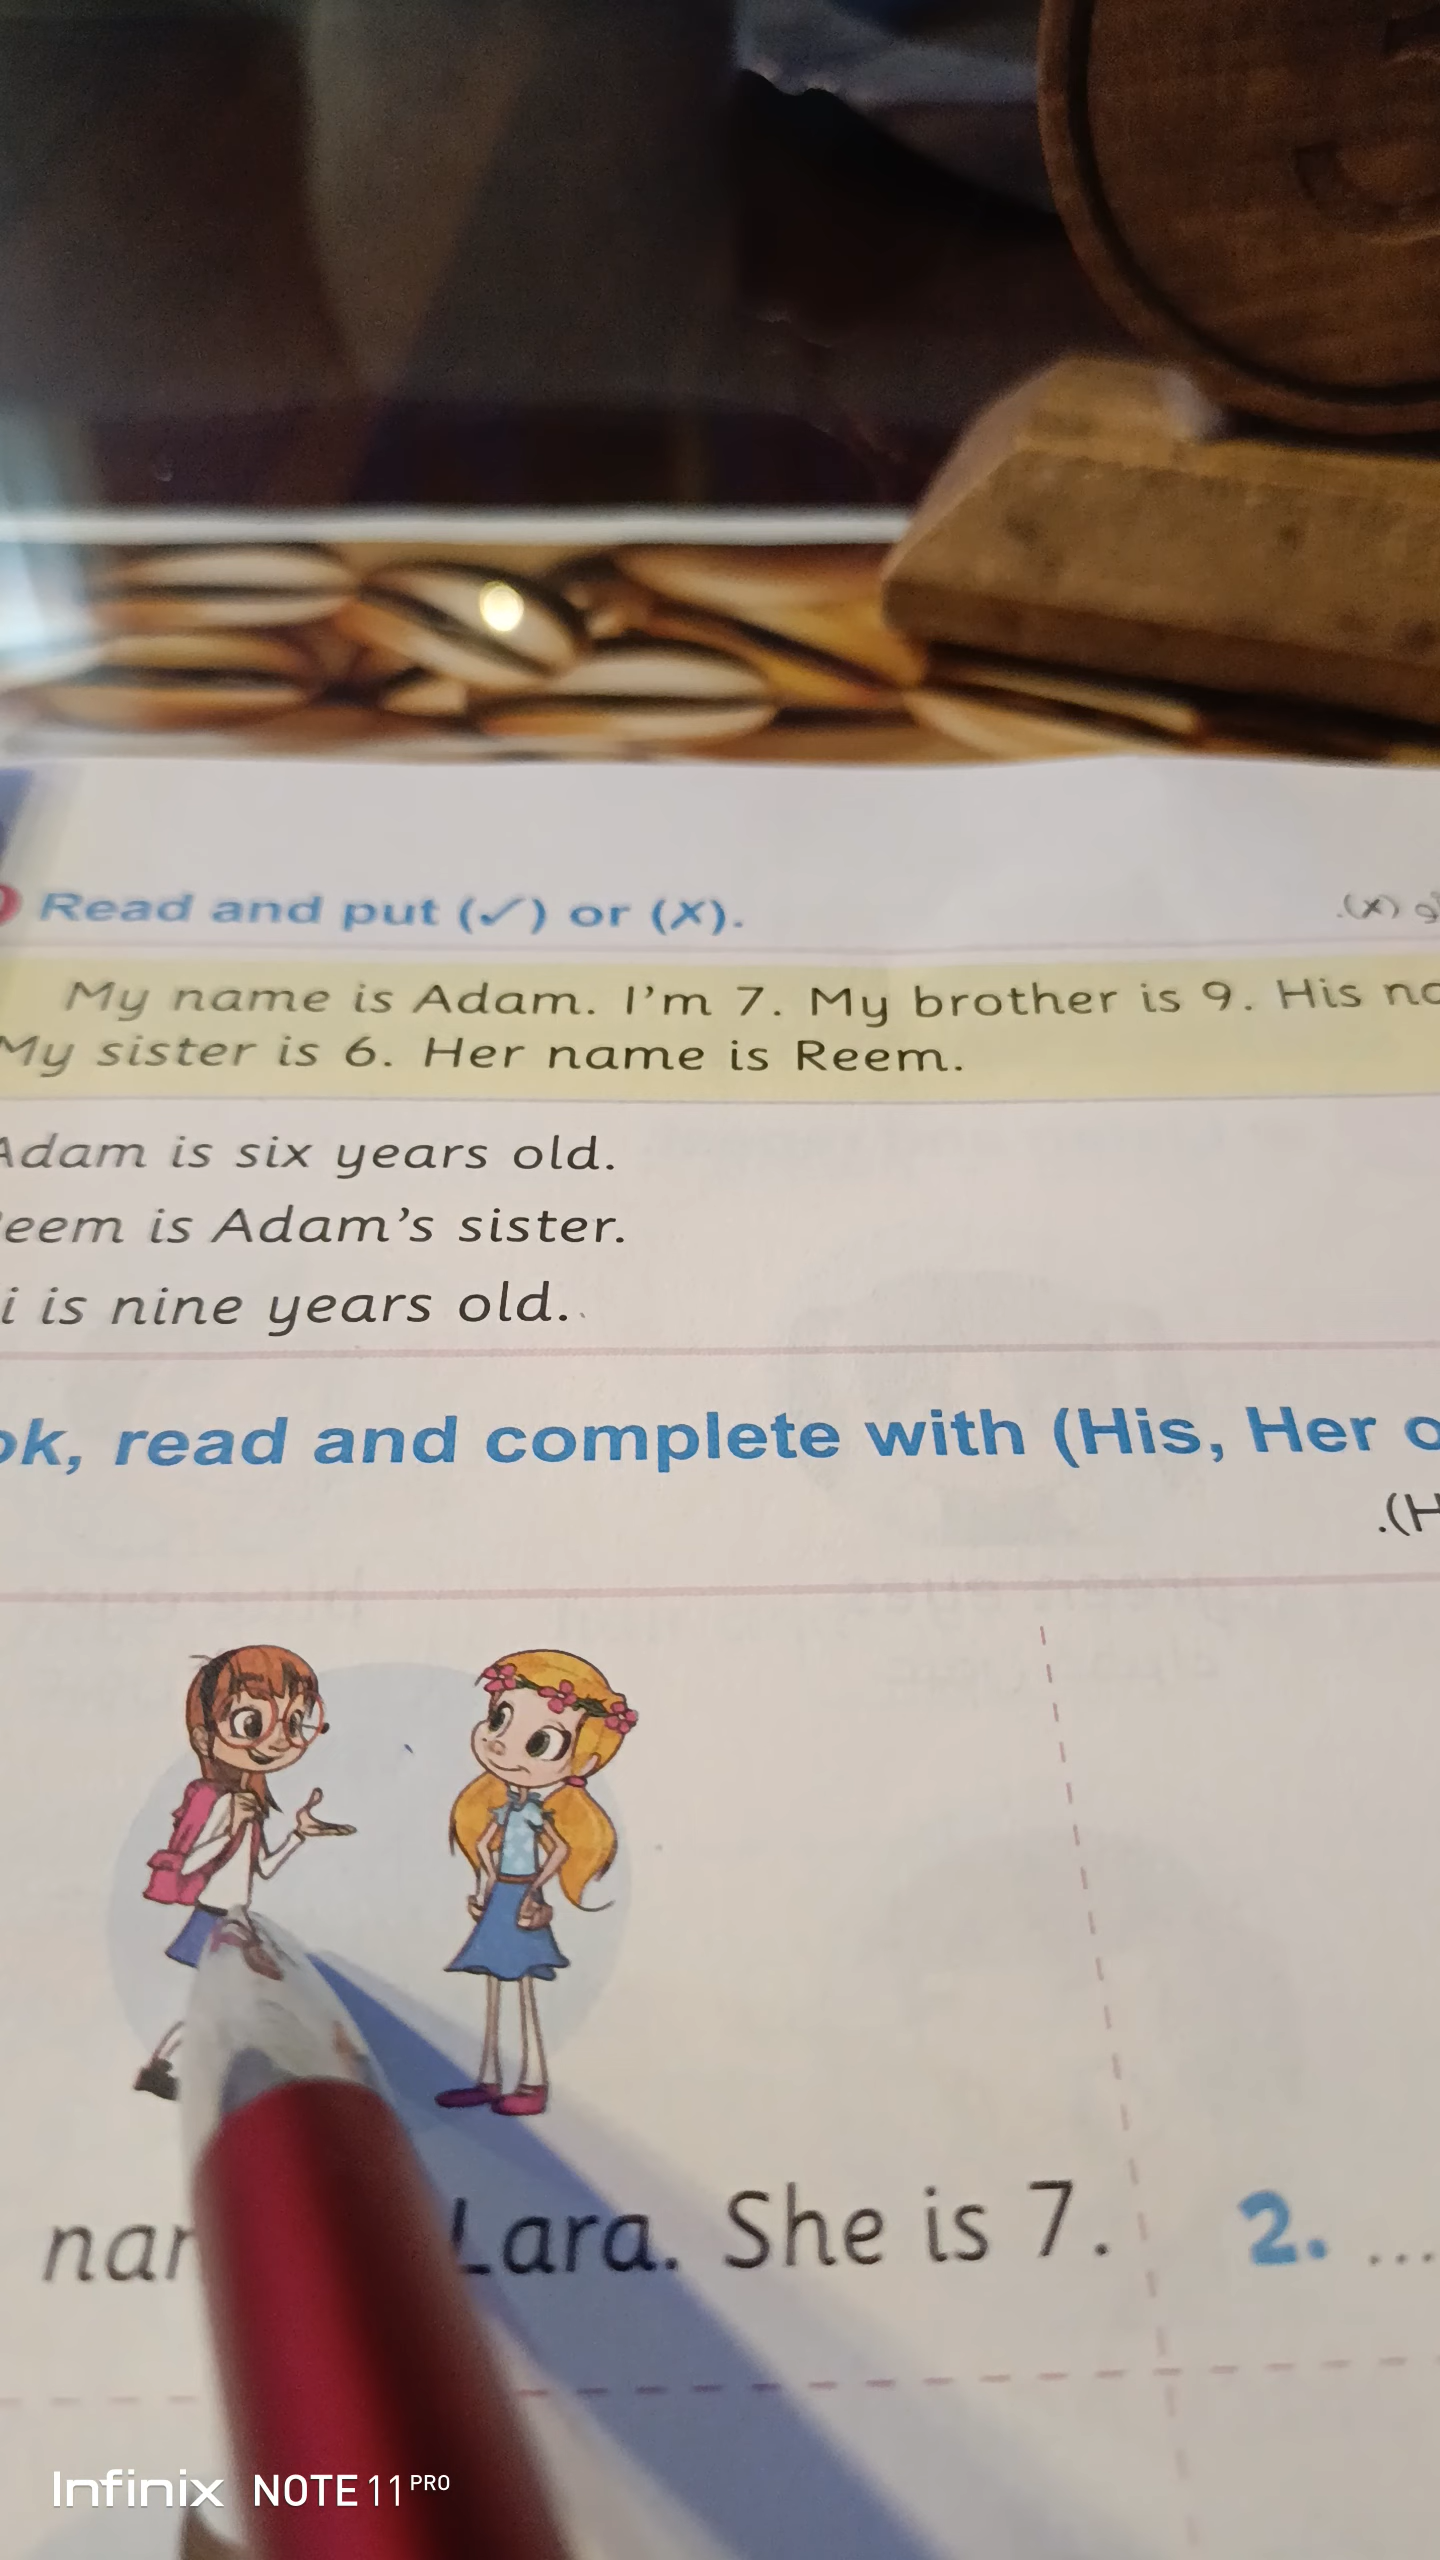 Read and put (✓) or (X).
.(X) و
My name is Adam. I'm 7. My brother is 9. His
My sister is 6. Her name is Reem.
Adam is six years old.
eem is Adam's sister.
i is nine years old.
ok, read and complete with (His, Her o
.(H
Lara. She is 7.
2. ...
Infinix NOTE 11 PRO